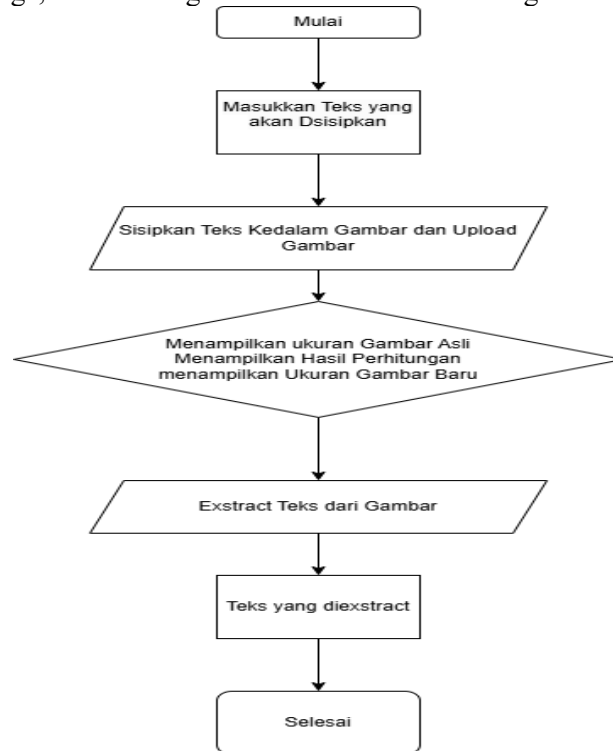 Mulai
Masukkan Teks yang
akan Dsisipkan
Sisipkan Teks Kedalam Gambar dan Upload
Gambar
Menampilkan ukuran Gambar Asli
Menampilkan Hasil Perhitungan
menampilkan Ukuran Gambar Baru
Exstract Teks dari Gambar
Teks yang diexstract
Selesai